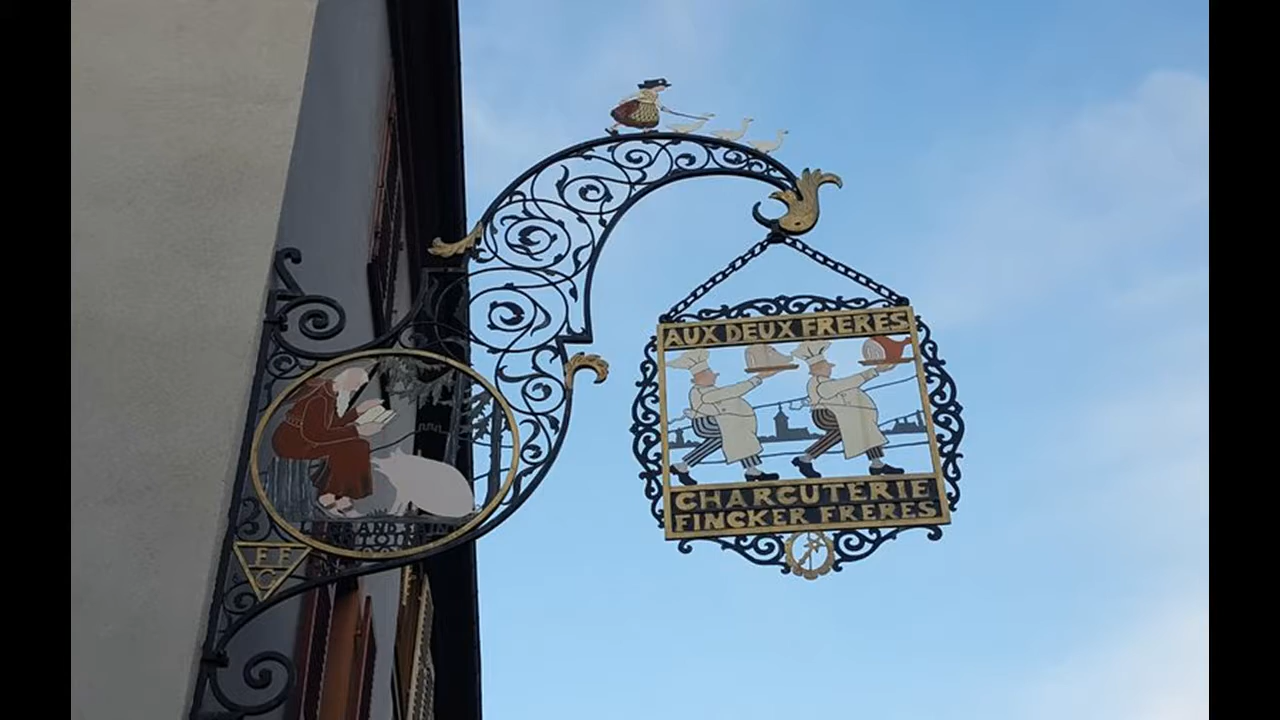 AUX DEUX FRERES
CHARCUTERIE
FINCKER FRERES
F F
C